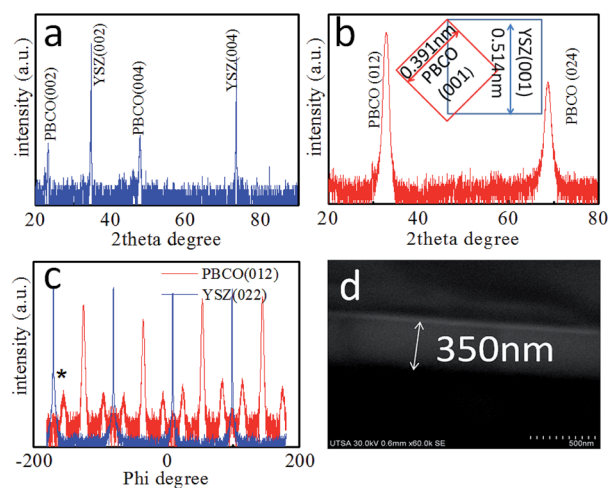 a
intensity (a.u.)
PBCO(002)
YSZ(002)
PBCO(004)
YSZ(004)
20 40 60 80
2theta degree
b
intensity (a.u.)
PBCO (012)
0.391nm
PBCO
(001)
YSZ(001)
0.514nm
PBCO (024)
20 40 60 80
2theta degree
c
intensity (a.u.)
PBCO(012)
YSZ(022)
*
-200 0 200
Phi degree
d
350nm
UTSA 30.0kV 0.6mm x60.0k SE
500nm